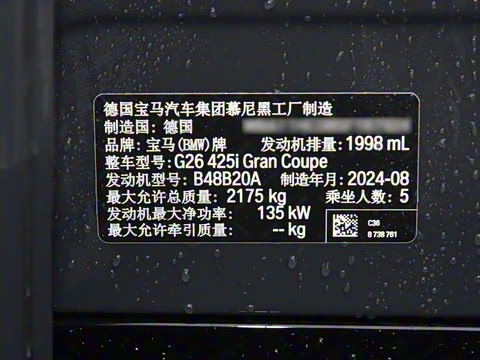 德国宝马汽车集团慕尼黑工厂制造
制造国: 德国
品牌: 宝马(BMW)牌 发动机排量: 1998 mL
整车型号: G26 425i Gran Coupe
发动机型号: B48B20A 制造年月: 2024-08
最大允许总质量: 2175 kg 乘坐人数: 5
发动机最大净功率: 135 kW
最大允许牵引质量: -- kg
C36
8 738 761